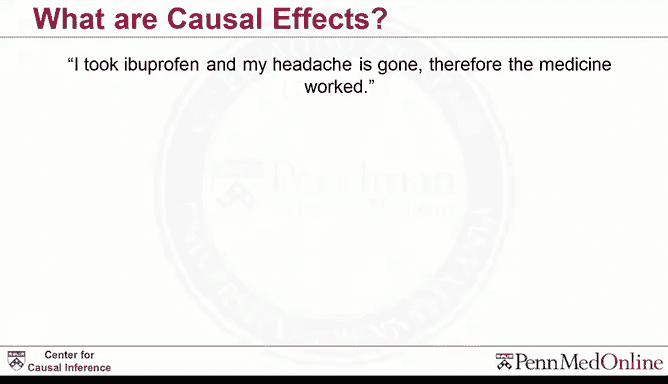 What are Causal Effects?
“I took ibuprofen and my headache is gone, therefore the medicine
worked.”
Center for
Causal Inference
PennMedOnline